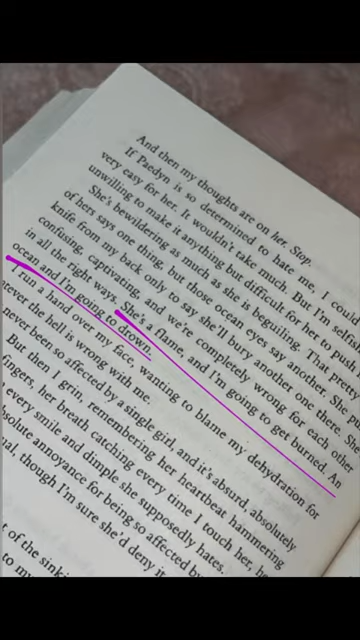 And then my thoughts are on her. Stop.
If Paedyn is so determined to hate me, I could
very easy for her. It wouldn't take much. But I'm selfish
unwilling to make it anything but difficult for her to push
She's bewildering as much as she is beguiling. That pretty
of hers says one thing, but those ocean eyes say another. She
knife from my back only to say she'll bury another one there. She
confusing, captivating, and we're completely wrong for each other
in all the right ways. She's a flame, and I'm going to get burned. An
ocean and I'm going to drown.
I run a hand over my face, wanting to blame my dehydration for
the hell is wrong with me.
never been so affected by a single girl, and it's absurd, absolutely
But then I grin, remembering her heartbeat hammering
fingers, her breath catching every time I touch her,
every smile and dimple she supposedly hates.
annoyance for being so affected by
though I'm sure she'd deny it
of the
to my